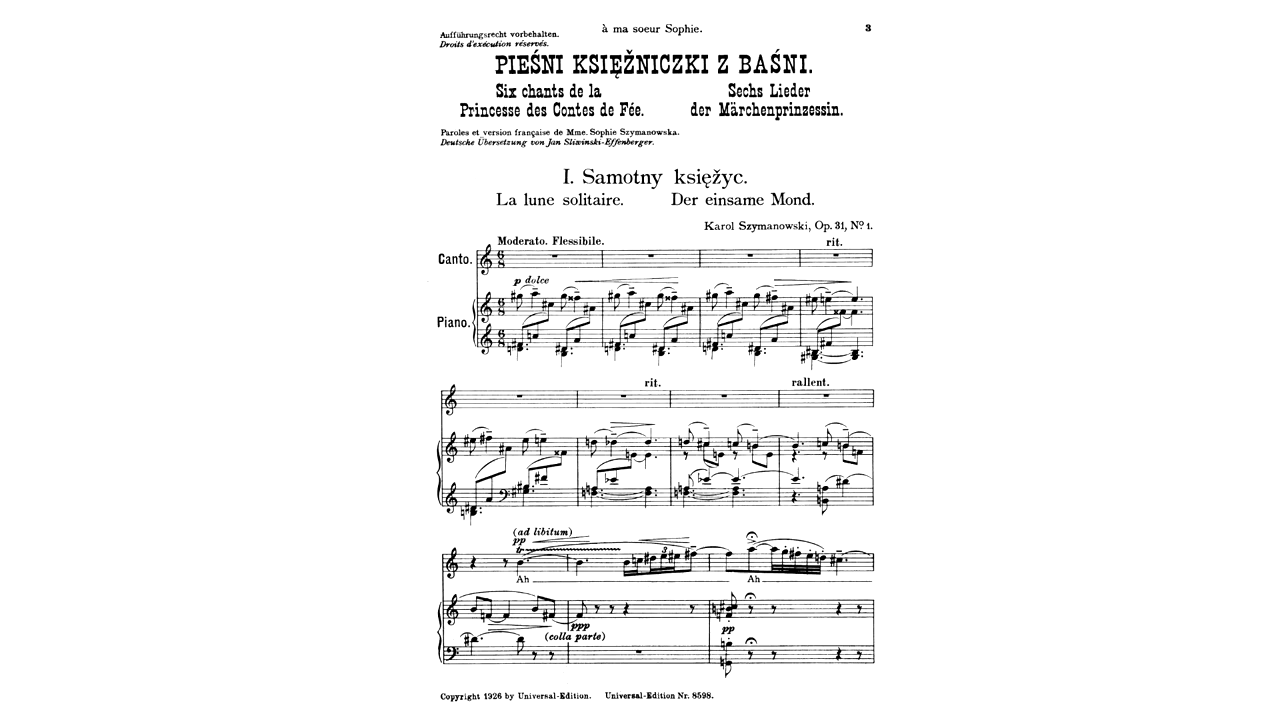 Aufführungsrecht vorbehalten.
Droits d'exécution réservés.
à ma soeur Sophie.
3
PIEŚNI KSIĘŽNICZKI Z BAŚNI.
Six chants de la
Princesse des Contes de Fée.
Sechs Lieder
der Märchenprinzessin.
Paroles et version française de Mme. Sophie Szymanowska.
Deutsche Übersetzung von Jan Sliwinski-Effenberger.
I. Samotny księżyc.
La lune solitaire. Der einsame Mond.
Karol Szymanowski, Op. 31, Nº 1.
Moderato. Flessibile. rit.
Canto.
p dolce
Piano.
rit. rallent.
(ad libitum)
pp
tr
3
Ah Ah
ppp
(colla parte)
pp
Copyright 1926 by Universal-Edition. Universal-Edition Nr. 8598.